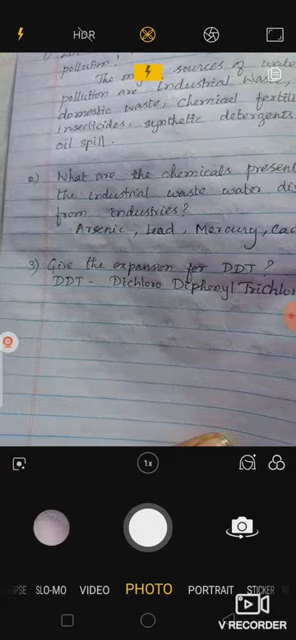 HDR
pollution?
The sources of wate
pollution are Industrial Waste,
domestic waste, chemical fertili
insecticides, synthetic detergents
oil spill.
2) What are the chemicals present
the industrial waste water dis
from industries?
Arsenic, Lead, Mercury, Cad
3) Give the expansion for DDT?
DDT - Dichloro Diphenyl Trichlor
1x
SLO-MO VIDEO PHOTO PORTRAIT STICKER
V RECORDER